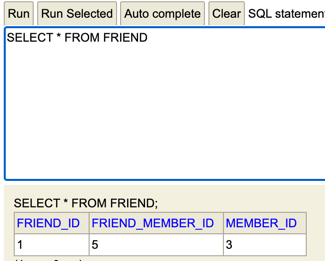 Run Run Selected Auto complete Clear SQL statement
SELECT * FROM FRIEND
SELECT * FROM FRIEND;
FRIEND_ID FRIEND_MEMBER_ID MEMBER_ID
1 5 3